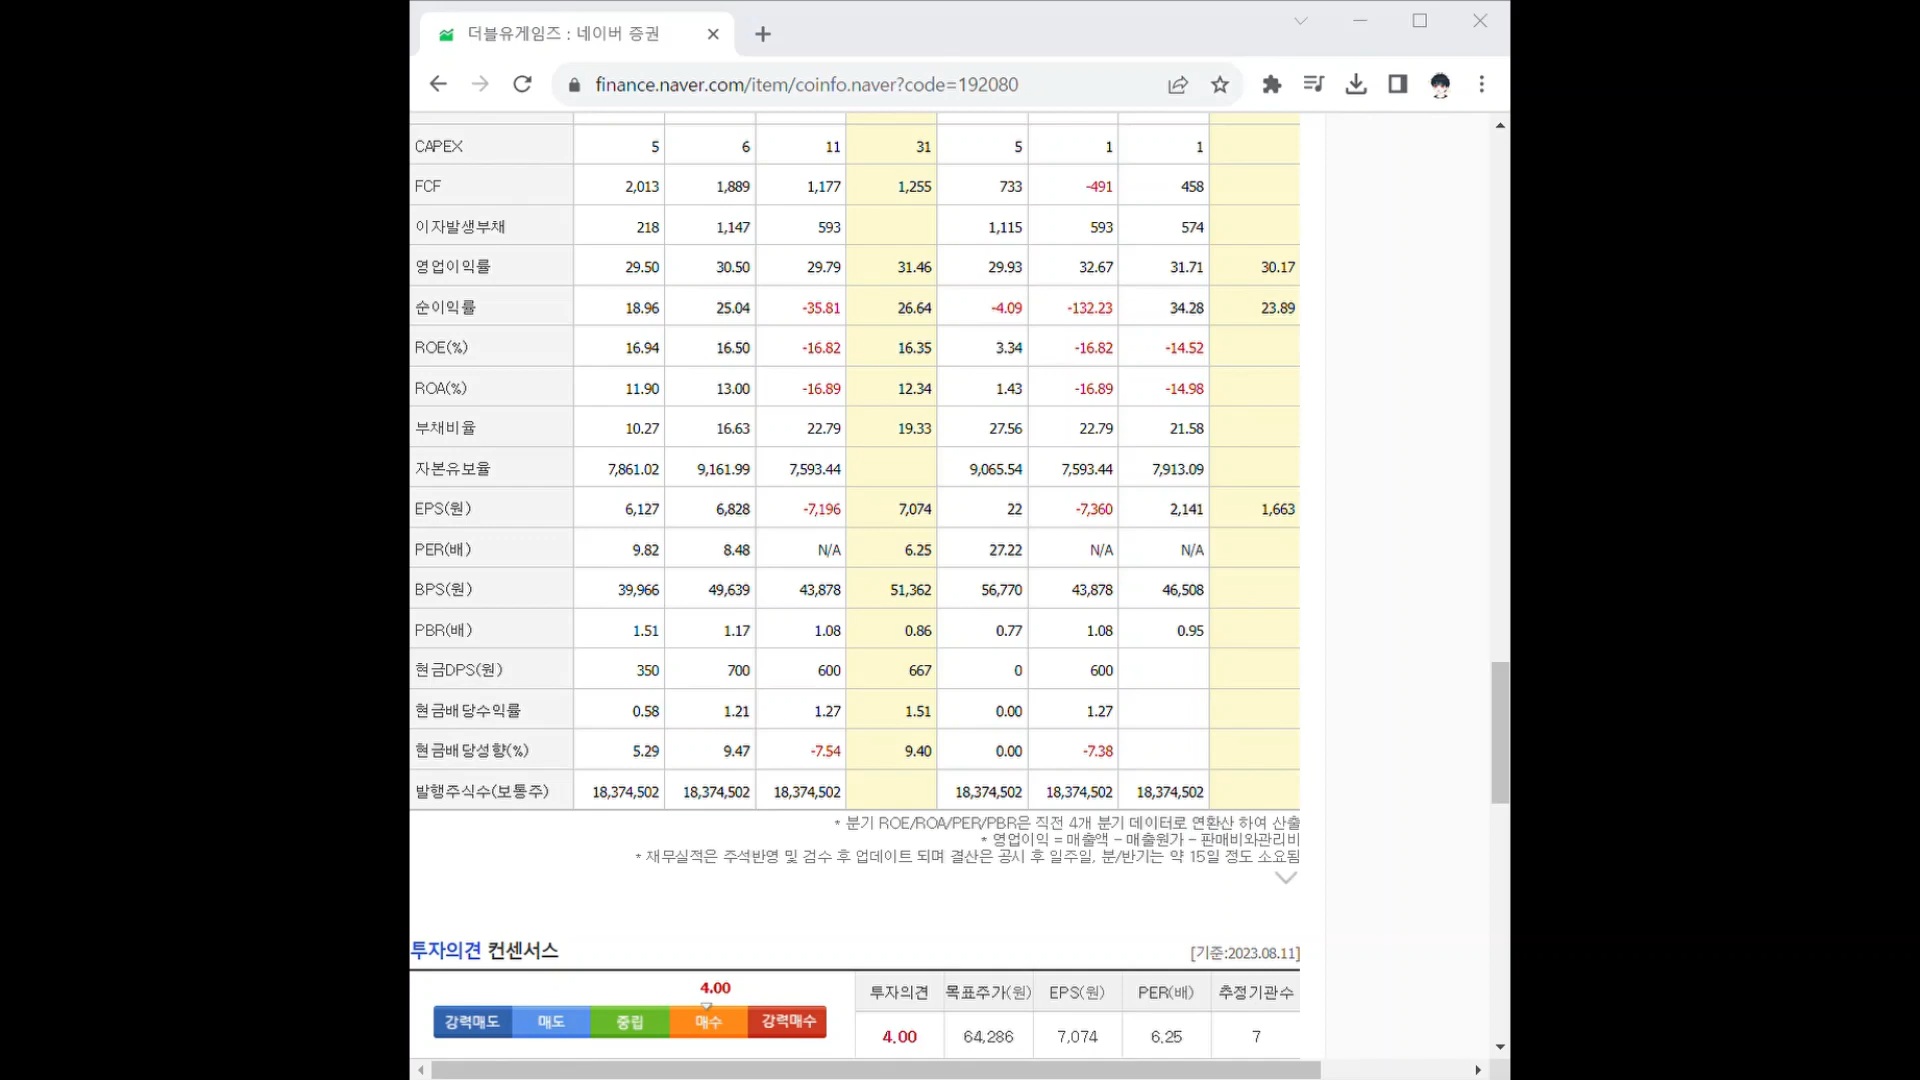 더블유게임즈 : 네이버 증권
finance.naver.com/item/coinfo.naver?code=192080
CAPEX 5 6 11 31 5 1 1
FCF 2,013 1,889 1,177 1,255 733 -491 458
이자발생부채 218 1,147 593 1,115 593 574
영업이익률 29.50 30.50 29.79 31.46 29.93 32.67 31.71 30.17
순이익률 18.96 25.04 -35.81 26.64 -4.09 -132.23 34.28 23.89
ROE(%) 16.94 16.50 -16.82 16.35 3.34 -16.82 -14.52
ROA(%) 11.90 13.00 -16.89 12.34 1.43 -16.89 -14.98
부채비율 10.27 16.63 22.79 19.33 27.56 22.79 21.58
자본유보율 7,861.02 9,161.99 7,593.44 9,065.54 7,593.44 7,913.09
EPS(원) 6,127 6,828 -7,196 7,074 22 -7,360 2,141 1,663
PER(배) 9.82 8.48 N/A 6.25 27.22 N/A N/A
BPS(원) 39,966 49,639 43,878 51,362 56,770 43,878 46,508
PBR(배) 1.51 1.17 1.08 0.86 0.77 1.08 0.95
현금DPS(원) 350 700 600 667 0 600
현금배당수익률 0.58 1.21 1.27 1.51 0.00 1.27
현금배당성향(%) 5.29 9.47 -7.54 9.40 0.00 -7.38
발행주식수(보통주) 18,374,502 18,374,502 18,374,502 18,374,502 18,374,502 18,374,502
* 분기 ROE/ROA/PER/PBR은 직전 4개 분기 데이터로 연환산 하여 산출
* 영업이익 = 매출액 - 매출원가 - 판매비와관리비
* 재무실적은 주석반영 및 검수 후 업데이트 되며 결산은 공시 후 일주일, 분/반기는 약 15일 정도 소요됨
투자의견 컨센서스 [기준:2023.08.11]
4.00
강력매도 매도 중립 매수 강력매수
투자의견 목표주가(원) EPS(원) PER(배) 추정기관수
4.00 64,286 7,074 6.25 7